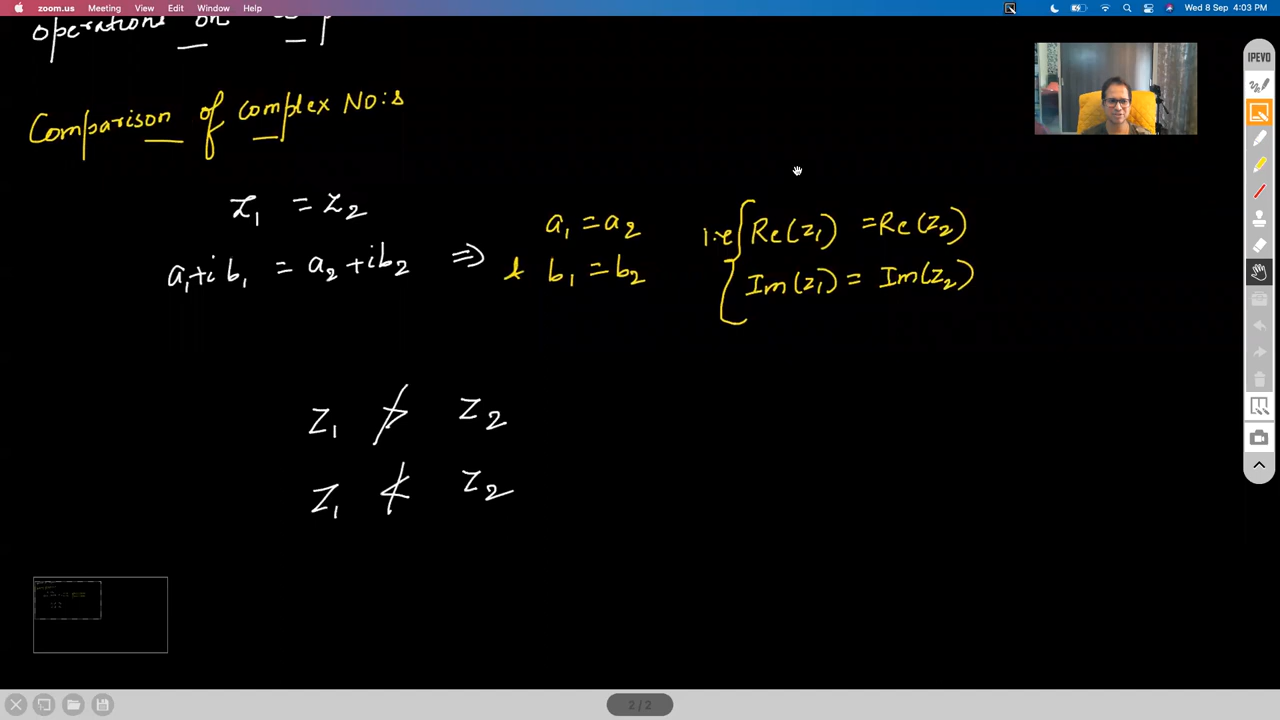 zoom.us Meeting View Edit Window Help Wed 8 Sep 4:03 PM
operations on
IPEVO
Comparison of complex No:s
z₁ = z₂
a₁+ib₁ = a₂+ib₂ ⇒ a₁ = a₂ & b₁ = b₂
i.e { Re(z₁) = Re(z₂)
Im(z₁) = Im(z₂)
z₁ ≯ z₂
z₁ ≮ z₂
2 / 2